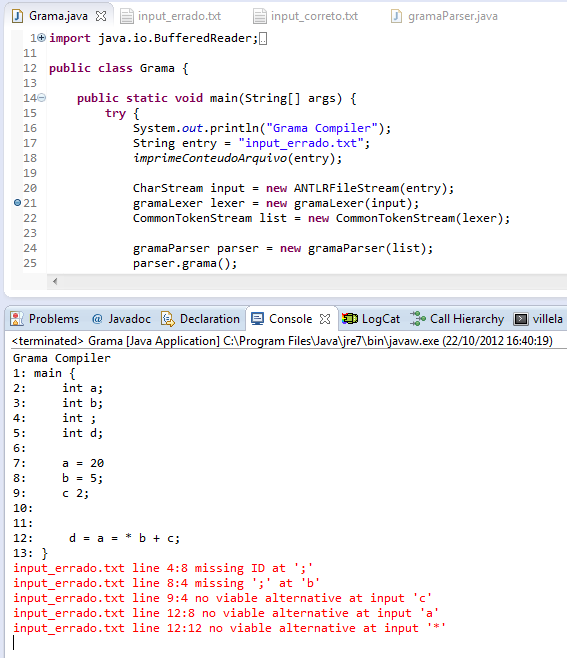 Grama.java input_errado.txt input_correto.txt gramaParser.java
1 import java.io.BufferedReader;
11
12 public class Grama {
13
14 public static void main(String[] args) {
15 try {
16 System.out.println("Grama Compiler");
17 String entry = "input_errado.txt";
18 imprimeConteudoArquivo(entry);
19
20 CharStream input = new ANTLRFileStream(entry);
21 gramaLexer lexer = new gramaLexer(input);
22 CommonTokenStream list = new CommonTokenStream(lexer);
23
24 gramaParser parser = new gramaParser(list);
25 parser.grama();
Problems @ Javadoc Declaration Console LogCat Call Hierarchy villela
<terminated> Grama [Java Application] C:\Program Files\Java\jre7\bin\javaw.exe (22/10/2012 16:40:19)
Grama Compiler
1: main {
2: int a;
3: int b;
4: int ;
5: int d;
6:
7: a = 20
8: b = 5;
9: c 2;
10:
11:
12: d = a = * b + c;
13: }
input_errado.txt line 4:8 missing ID at ';'
input_errado.txt line 8:4 missing ';' at 'b'
input_errado.txt line 9:4 no viable alternative at input 'c'
input_errado.txt line 12:8 no viable alternative at input 'a'
input_errado.txt line 12:12 no viable alternative at input '*'